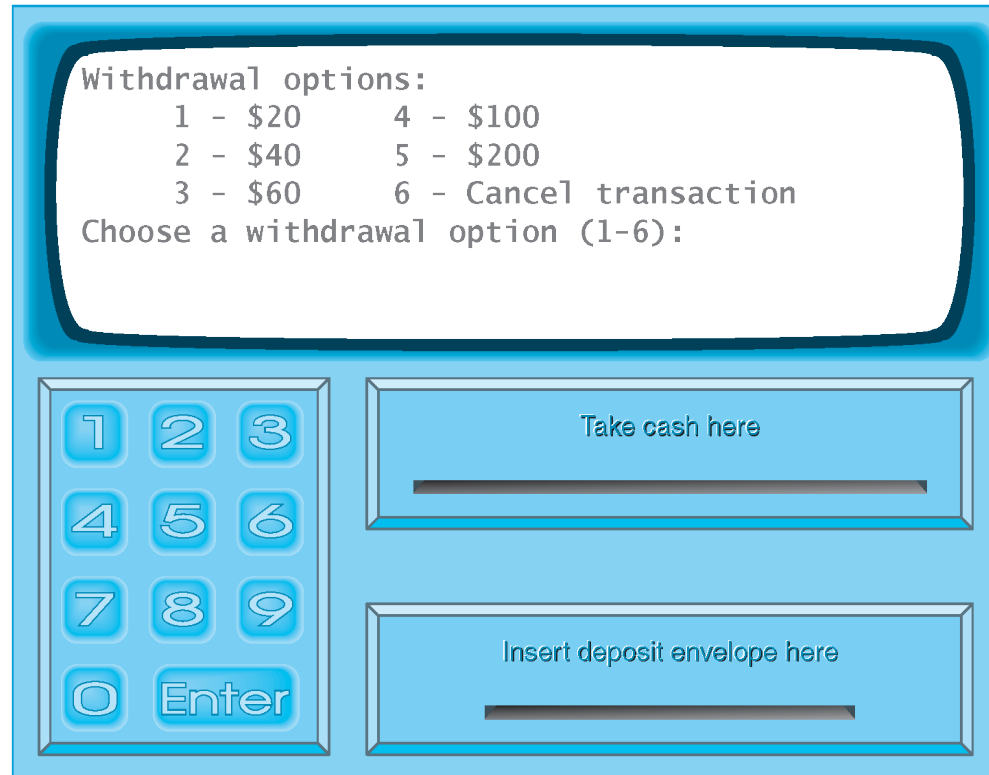 Withdrawal options:
1 - $20 4 - $100
2 - $40 5 - $200
3 - $60 6 - Cancel transaction
Choose a withdrawal option (1-6):
1 2 3
4 5 6
7 8 9
0 Enter
Take cash here
Insert deposit envelope here